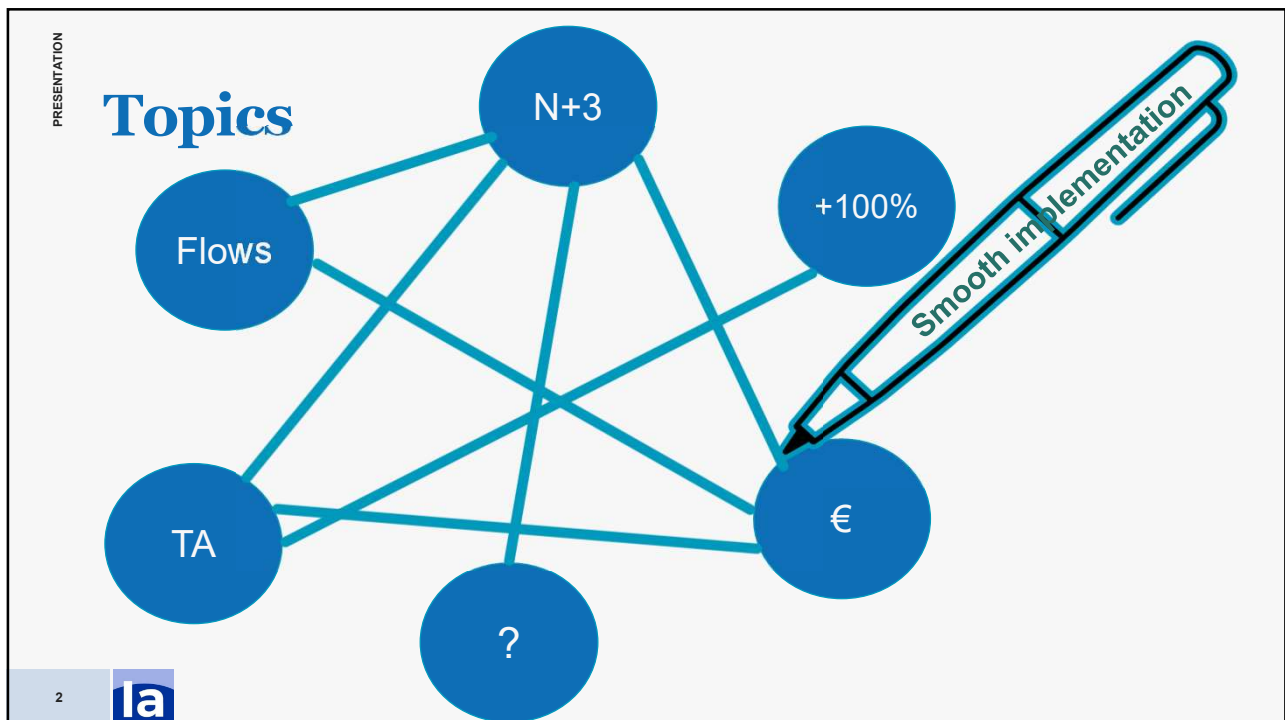 PRESENTATION
Topics
N+3
+100%
Flows
Smooth implementation
TA
€
?
2
la